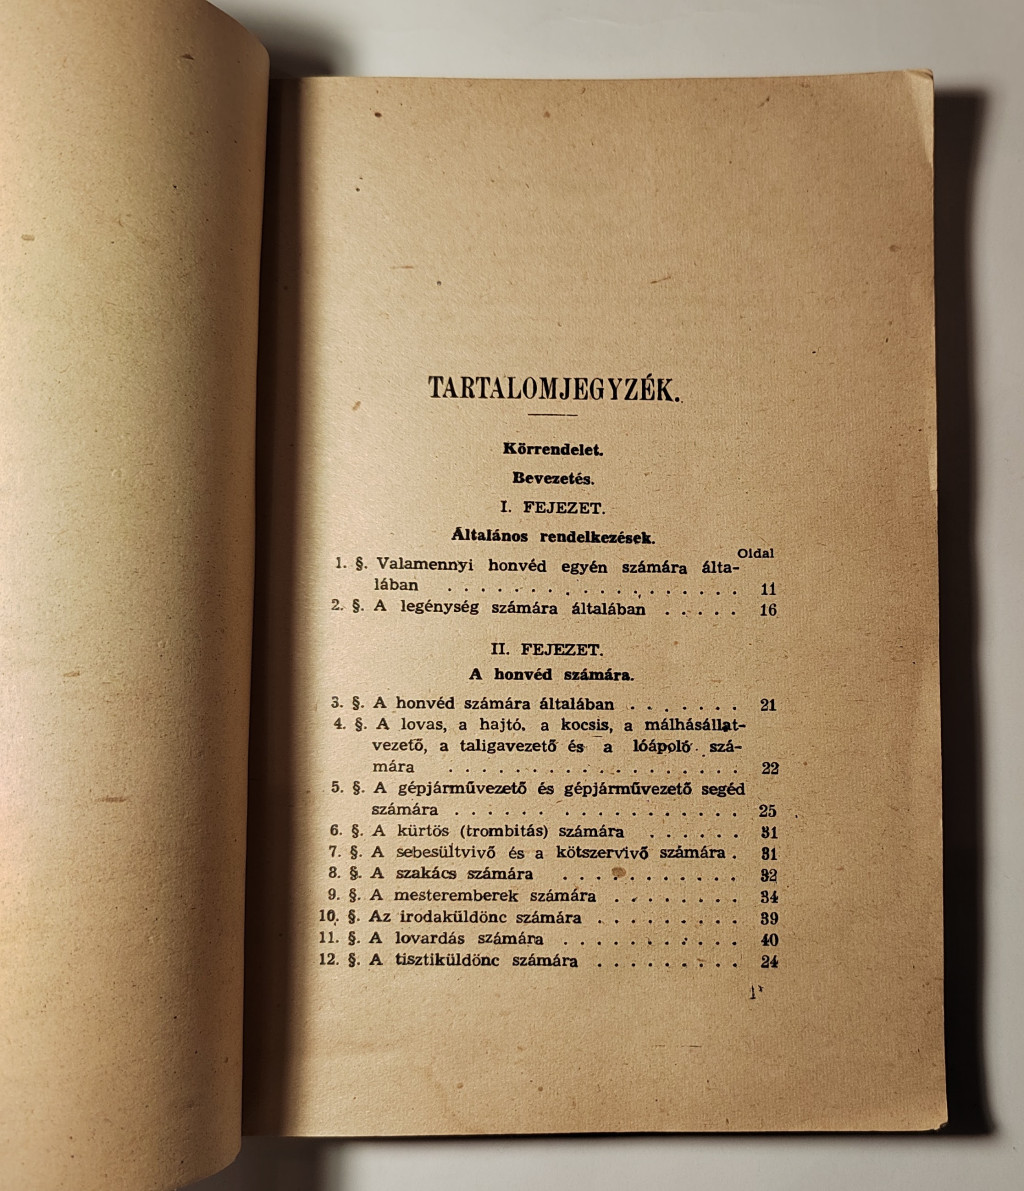 TARTALOMJEGYZÉK.
Körrendelet.
Bevezetés.
I. FEJEZET.
Általános rendelkezések.
Oldal
1. §. Valamennyi honvéd egyén számára álta-
lában . . . . . . . . . . . . . . . . . . 11
2. §. A legénység számára általában . . . . . 16
II. FEJEZET.
A honvéd számára.
3. §. A honvéd számára általában . . . . . . . 21
4. §. A lovas, a hajtó, a kocsis, a málhásállat-
vezető, a taligavezető és a lóápoló szá-
mára . . . . . . . . . . . . . . . . . . 22
5. §. A gépjárművezető és gépjárművezető segéd
számára . . . . . . . . . . . . . . . . . 25
6. §. A kürtös (trombitás) számára . . . . . . 31
7. §. A sebesültvivő és a kötszervivő számára . 31
8. §. A szakács számára . . . . . . . . . . . 32
9. §. A mesteremberek számára . . . . . . . . 34
10. §. Az irodaküldönc számára . . . . . . . . . 39
11. §. A lovardás számára . . . . . . . . . . . 40
12. §. A tisztiküldönc számára . . . . . . . . . 24
1*